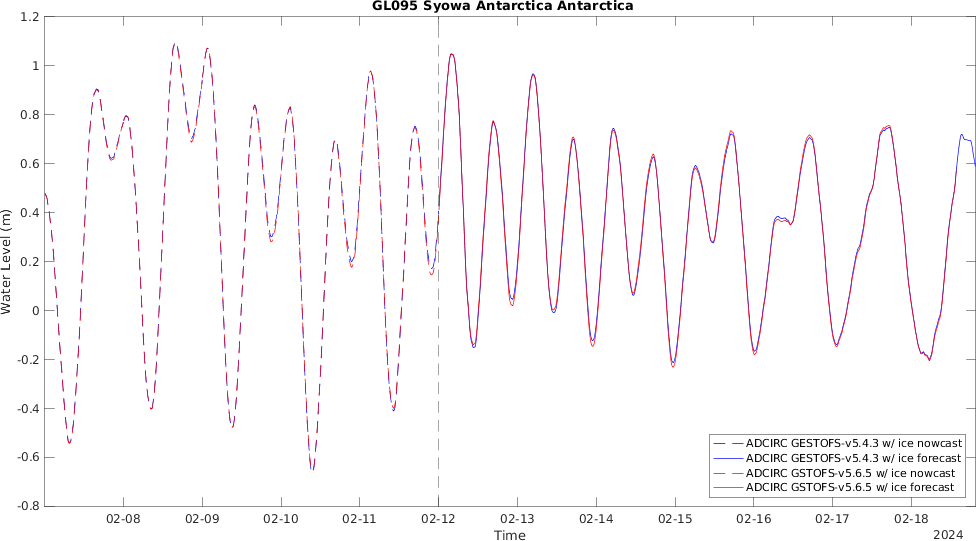 GL095 Syowa Antarctica Antarctica
1.2
1
0.8
0.6
0.4
0.2
0
-0.2
-0.4
-0.6
-0.8
Water Level (m)
ADCIRC GESTOFS-v5.4.3 w/ ice nowcast
ADCIRC GESTOFS-v5.4.3 w/ ice forecast
ADCIRC GSTOFS-v5.6.5 w/ ice nowcast
ADCIRC GSTOFS-v5.6.5 w/ ice forecast
02-08 02-09 02-10 02-11 02-12 02-13 02-14 02-15 02-16 02-17 02-18
Time
2024